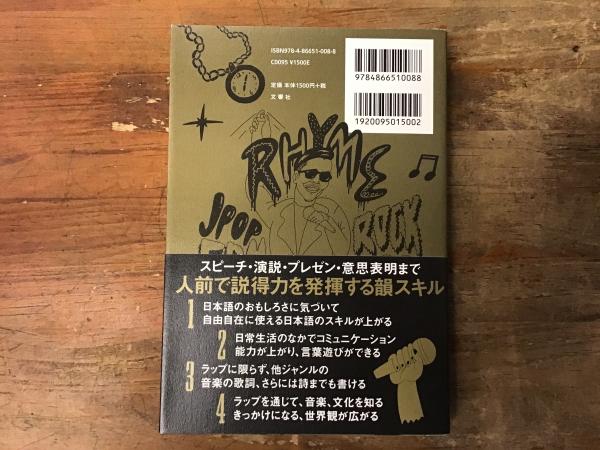 ISBN978-4-86651-008-8
C0095 ¥1500E
定価 本体1500円+税
文響社
9784866510088
1920095015002
RHYME
JPOP
ROCK
スピーチ・演説・プレゼン・意思表明まで
人前で説得力を発揮する韻スキル
1 日本語のおもしろさに気づいて
自由自在に使える日本語のスキルが上がる
2 日常生活のなかでコミュニケーション
能力が上がり、言葉遊びができる
3 ラップに限らず、他ジャンルの
音楽の歌詞、さらには詩までも書ける
4 ラップを通じて、音楽、文化を知る
きっかけになる、世界観が広がる